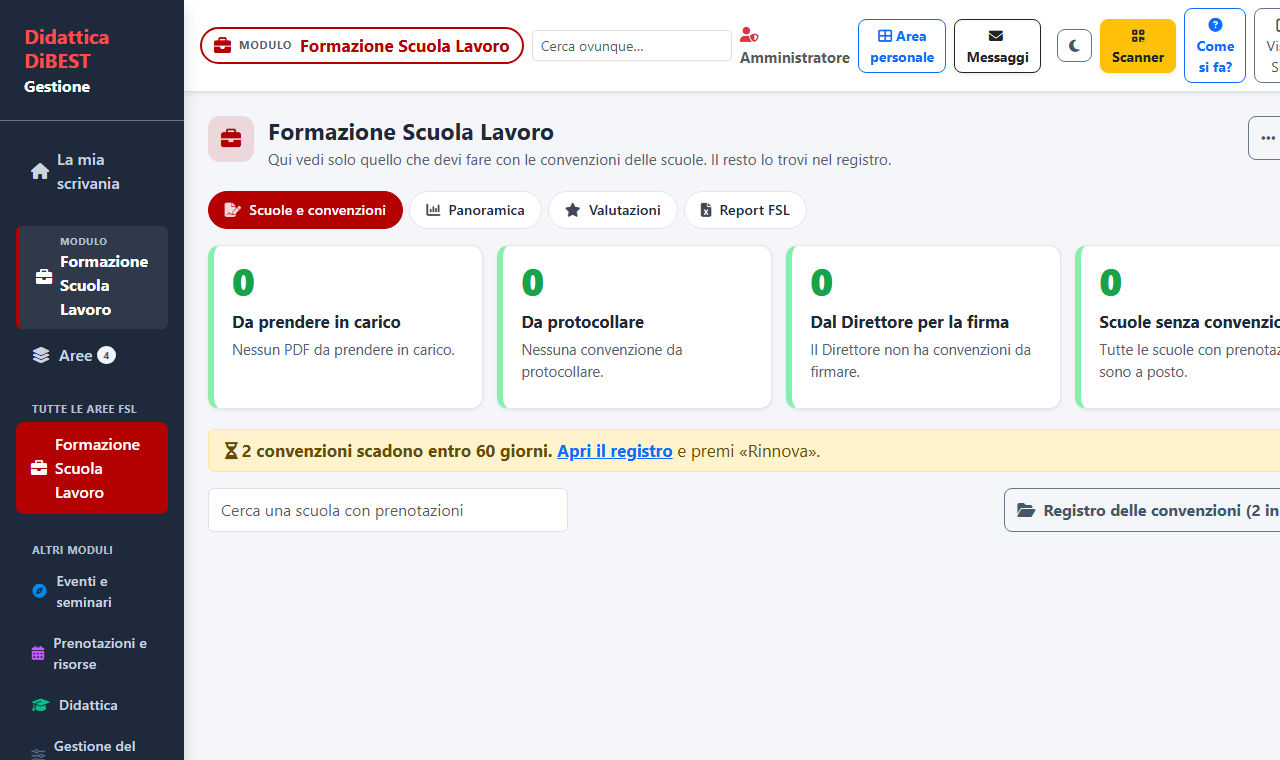 Didattica
DiBEST
Gestione
MODULO Formazione Scuola Lavoro
Cerca ovunque...
Amministratore
Area
personale
Messaggi
Scanner
Come
si fa?
La mia
scrivania
MODULO
Formazione
Scuola
Lavoro
Aree 4
TUTTE LE AREE FSL
Formazione
Scuola
Lavoro
ALTRI MODULI
Eventi e
seminari
Prenotazioni e
risorse
Didattica
Gestione del
Formazione Scuola Lavoro
Qui vedi solo quello che devi fare con le convenzioni delle scuole. Il resto lo trovi nel registro.
Scuole e convenzioni
Panoramica
Valutazioni
Report FSL
0
Da prendere in carico
Nessun PDF da prendere in carico.
0
Da protocollare
Nessuna convenzione da
protocollare.
0
Dal Direttore per la firma
Il Direttore non ha convenzioni da
firmare.
0
Scuole senza
Tutte le scuole con
sono a posto.
2 convenzioni scadono entro 60 giorni. Apri il registro e premi «Rinnova».
Cerca una scuola con prenotazioni
Registro delle convenzioni (2 in